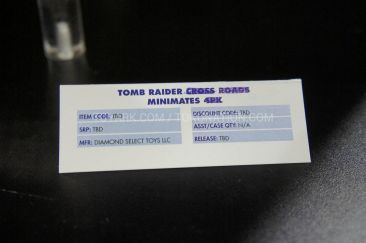 TOMB RAIDER CROSS ROADS
MINIMATES 4PK
ITEM CODE: TBD
DISCOUNT CODE: TBD
SRP: TBD
ASST/CASE QTY: N/A
MFR: DIAMOND SELECT TOYS LLC
RELEASE: TBD